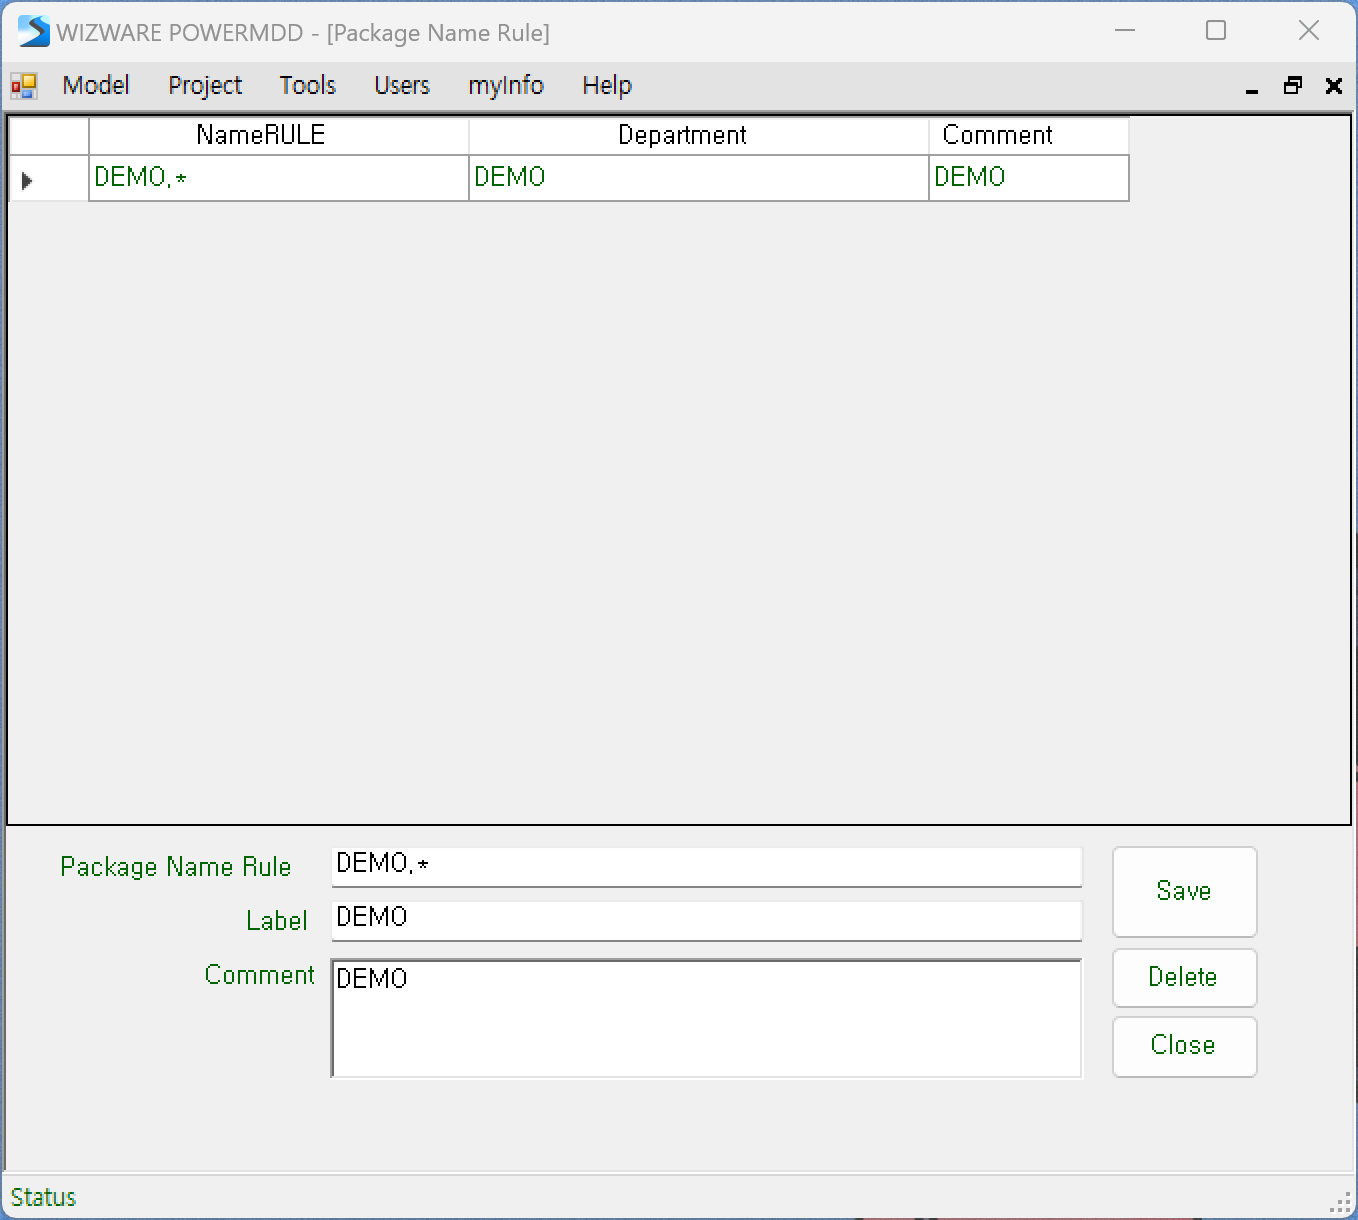 WIZWARE POWERMDD - [Package Name Rule]
Model Project Tools Users myInfo Help
NameRULE Department Comment
DEMO.* DEMO DEMO
Package Name Rule DEMO.*
Save
Label DEMO
Comment DEMO
Delete
Close
Status